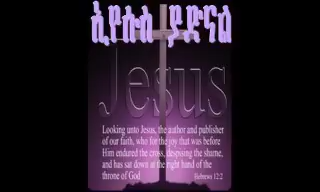 ኢየሱስ ያድናል
Jesus
Looking unto Jesus, the author and publisher
of our faith, who for the joy that was before
Him endured the cross, despising the shame,
and has sat down at the right hand of the
throne of God
Hebrews 12:2